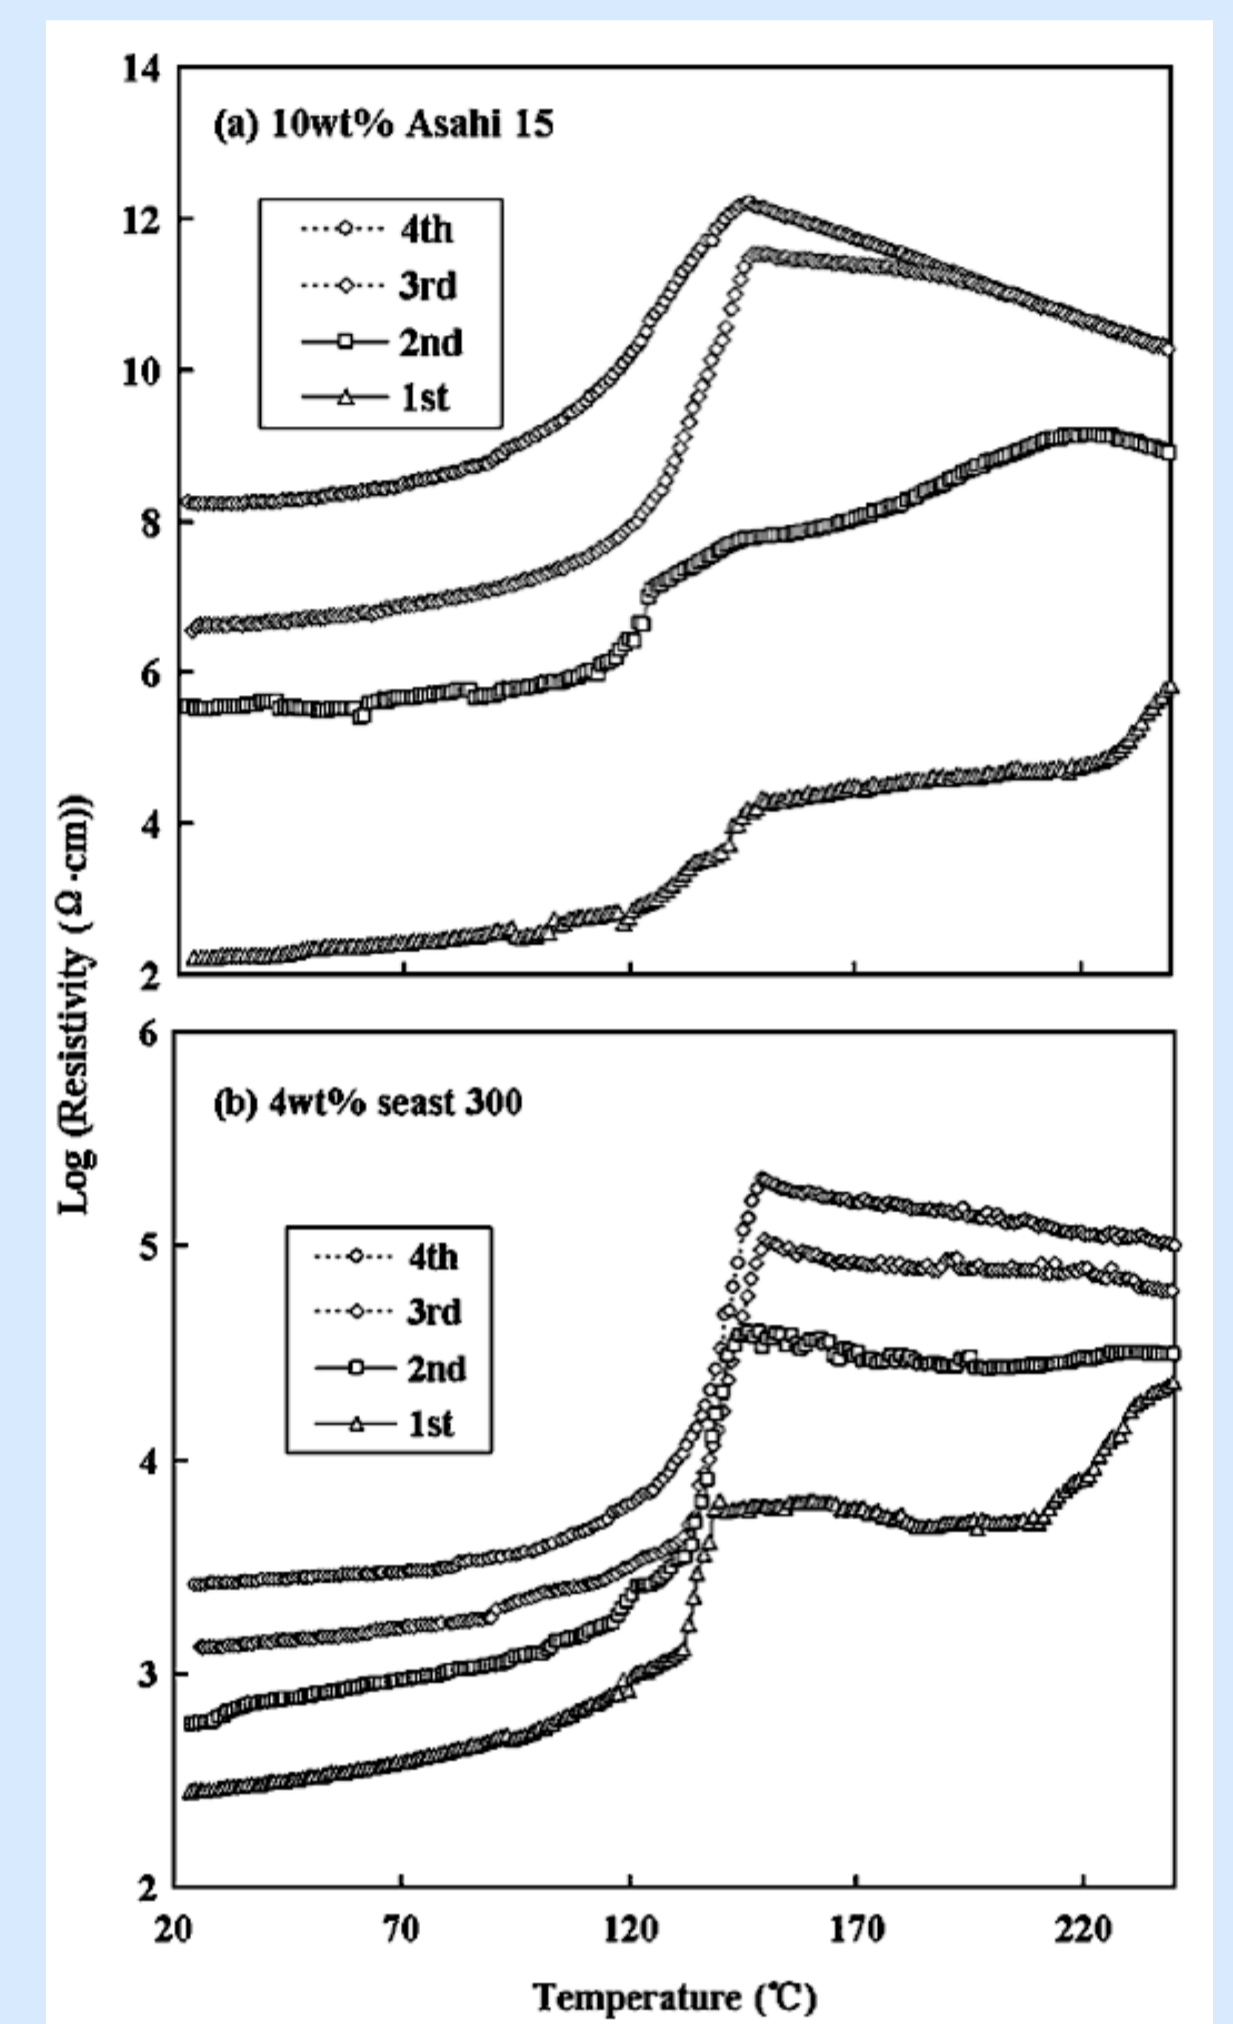 14
(a) 10wt% Asahi 15
12
4th
3rd
10
2nd
1st
8
6
4
2
Log (Resistivity (Ω·cm))
6
(b) 4wt% seast 300
5
4th
3rd
2nd
1st
4
3
2
20 70 120 170 220
Temperature (℃)